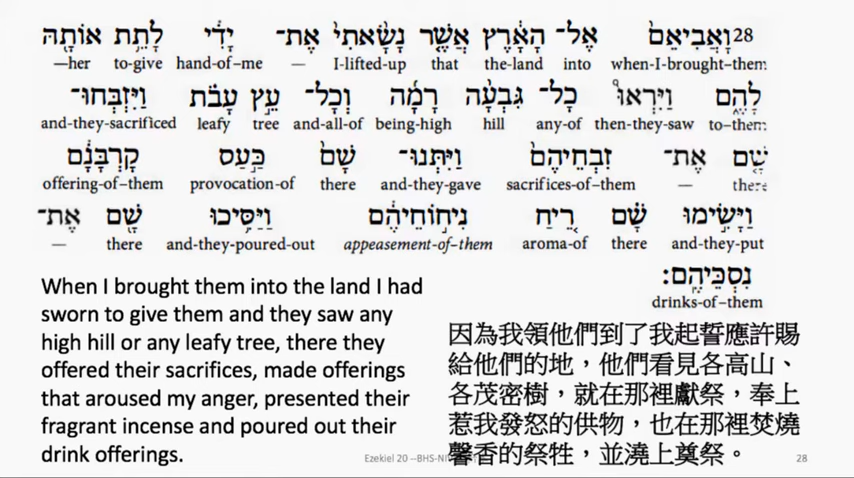 28 וָאֲבִיאֵם֙ אֶל־ הָאָ֔רֶץ אֲשֶׁ֤ר נָשָׂ֙אתִי֙ אֶת־ יָדִ֔י לָתֵ֥ת אוֹתָ֖הּ
—her to-give hand-of-me — I-lifted-up that the-land into when-I-brought-them
לָהֶ֑ם וַיִּרְאוּ֩ כָל־ גִּבְעָ֨ה רָמָ֜ה וְכָל־ עֵ֣ץ עָבֹ֗ת וַיִּזְבְּחוּ־
and-they-sacrificed leafy tree and-all-of being-high hill any-of then-they-saw to-them:
שָׁ֤ם אֶת־ זִבְחֵיהֶם֙ וַיִּתְּנוּ־ שָׁם֙ כַּ֣עַס קָרְבָּנָ֔ם
offering-of-them provocation-of there and-they-gave sacrifices-of-them — there
וַיָּשִׂ֣ימוּ שָׁ֗ם רֵ֚יחַ נִיח֣וֹחֵיהֶ֔ם וַיַּסִּ֥יכוּ שָׁ֖ם אֶת־
— there and-they-poured-out appeasement-of-them aroma-of there and-they-put
נִסְכֵּיהֶֽם׃
drinks-of-them
When I brought them into the land I had
sworn to give them and they saw any
high hill or any leafy tree, there they
offered their sacrifices, made offerings
that aroused my anger, presented their
fragrant incense and poured out their
drink offerings.
因為我領他們到了我起誓應許賜
給他們的地，他們看見各高山、
各茂密樹，就在那裡獻祭，奉上
惹我發怒的供物，也在那裡焚燒
馨香的祭牲，並澆上奠祭。
Ezekiel 20 --BHS-NI
28